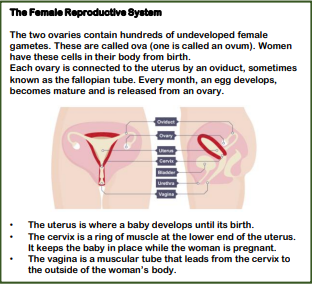 The Female Reproductive System
The two ovaries contain hundreds of undeveloped female
gametes. These are called ova (one is called an ovum). Women
have these cells in their body from birth.
Each ovary is connected to the uterus by an oviduct, sometimes
known as the fallopian tube. Every month, an egg develops,
becomes mature and is released from an ovary.
Oviduct
Ovary
Uterus
Cervix
Bladder
Urethra
Vagina
• The uterus is where a baby develops until its birth.
• The cervix is a ring of muscle at the lower end of the uterus.
It keeps the baby in place while the woman is pregnant.
• The vagina is a muscular tube that leads from the cervix to
the outside of the woman's body.